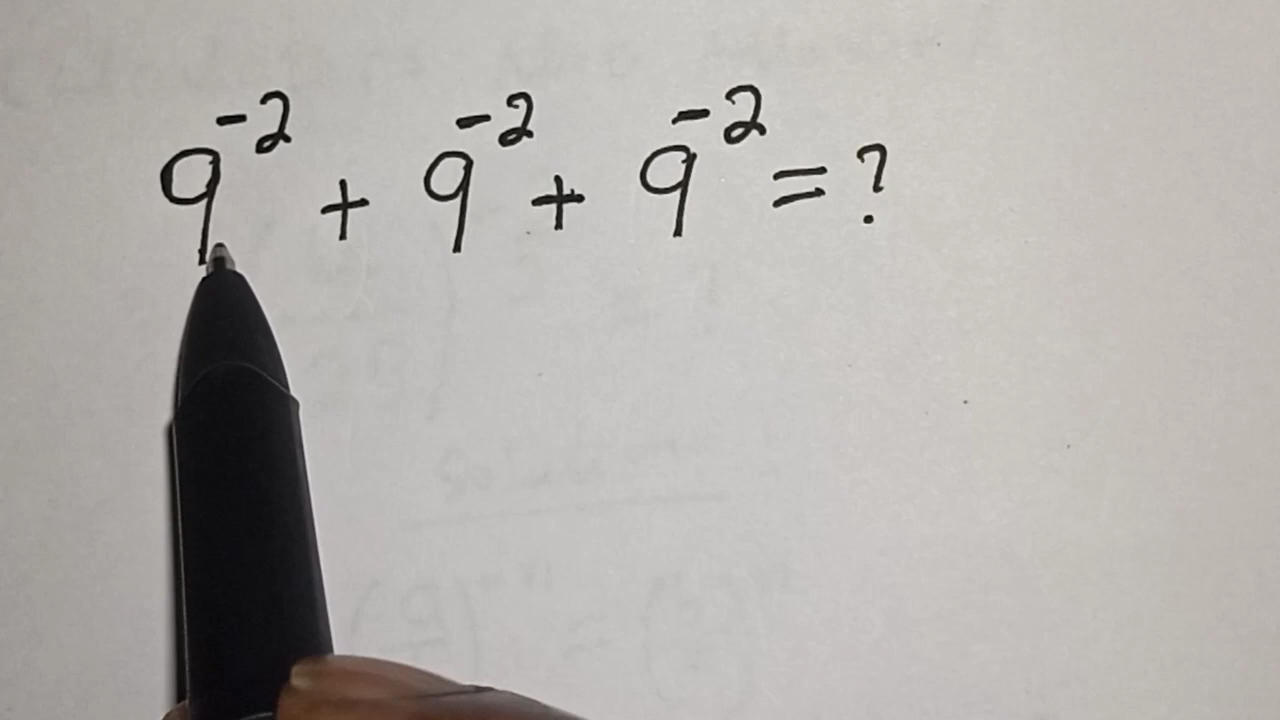 9⁻² + 9⁻² + 9⁻² = ?